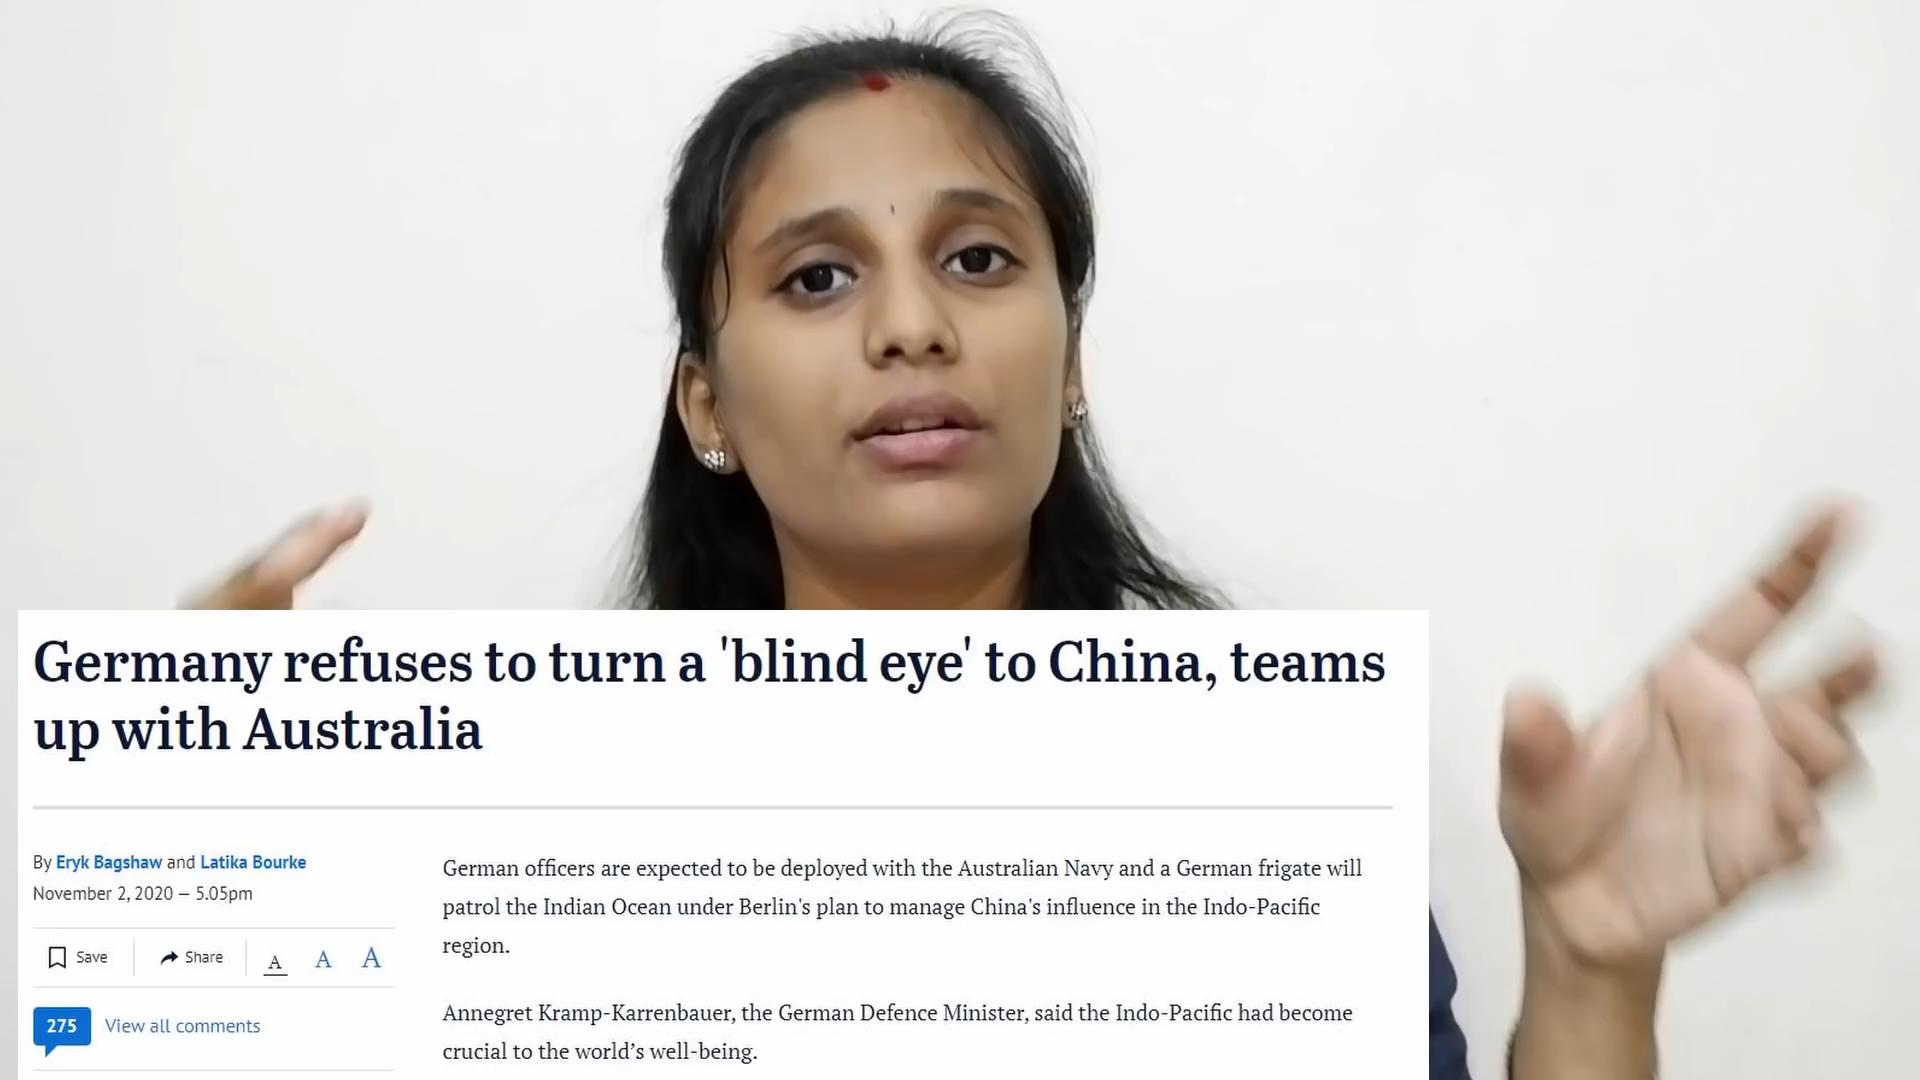 Germany refuses to turn a 'blind eye' to China, teams
up with Australia
By Eryk Bagshaw and Latika Bourke
November 2, 2020 – 5.05pm
Save
Share
A A A
275 View all comments
German officers are expected to be deployed with the Australian Navy and a German frigate will
patrol the Indian Ocean under Berlin's plan to manage China's influence in the Indo-Pacific
region.
Annegret Kramp-Karrenbauer, the German Defence Minister, said the Indo-Pacific had become
crucial to the world’s well-being.